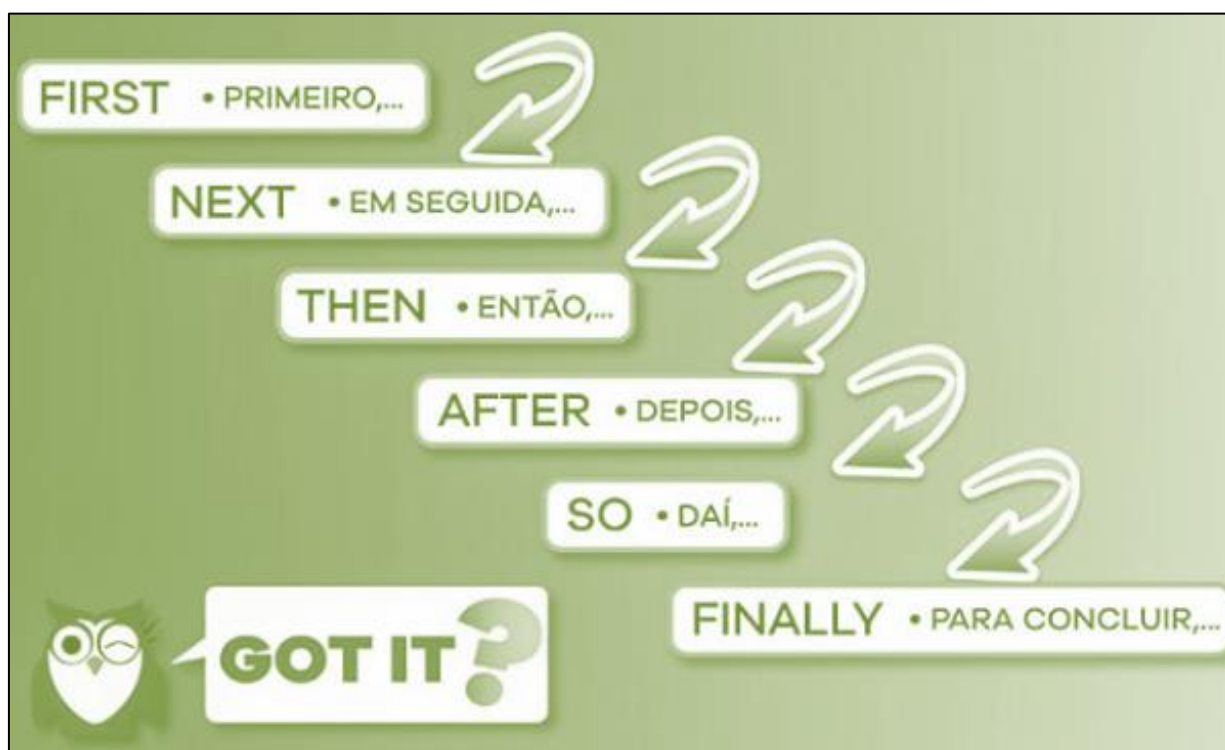 FIRST • PRIMEIRO,...
NEXT • EM SEGUIDA,...
THEN • ENTÃO,...
AFTER • DEPOIS,...
SO • DAÍ,...
FINALLY • PARA CONCLUIR,...
GOT IT?